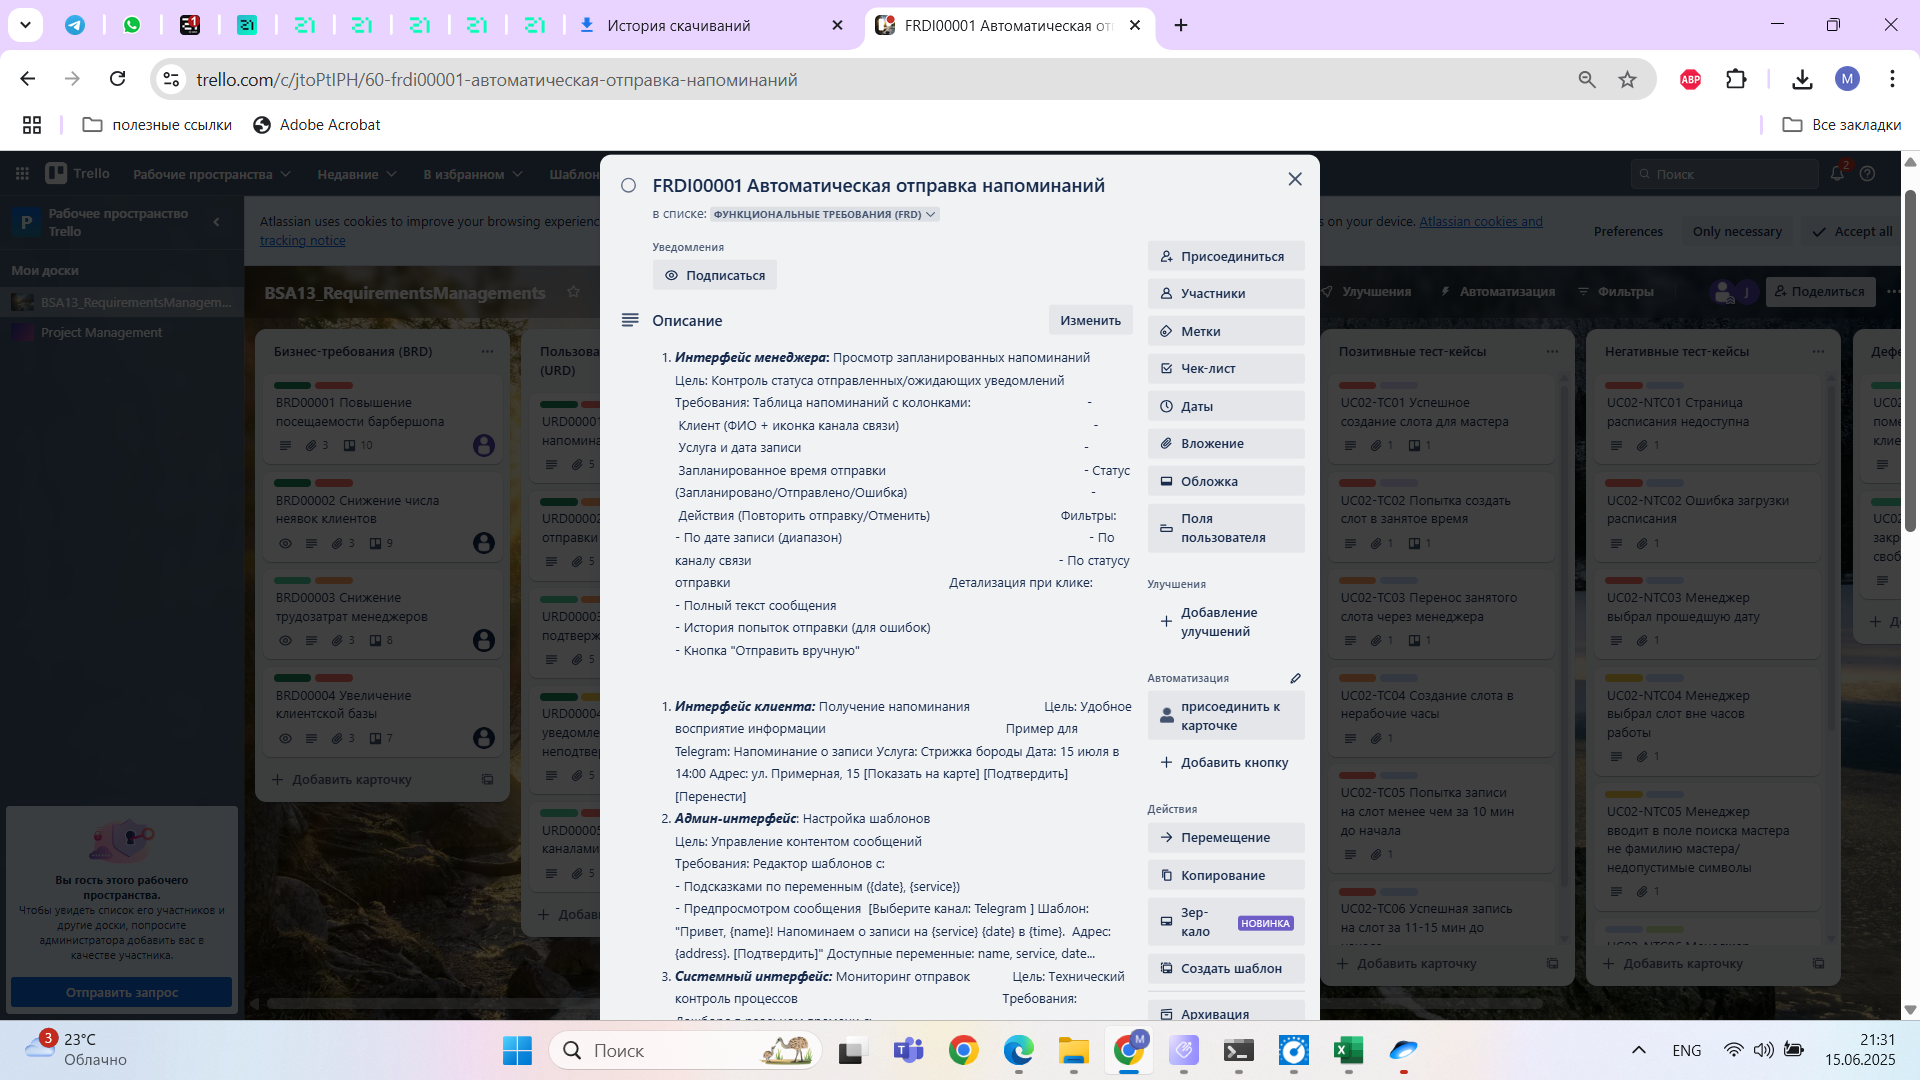 История скачиваний
FRDI00001 Автоматическая от
trello.com/c/jtoPtIPH/60-frdi00001-автоматическая-отправка-напоминаний
ABP
M
полезные ссылки
Adobe Acrobat
Все закладки
Trello
Рабочие пространства
Недавние
В избранном
Шаблон
Поиск
2
P
Рабочее пространство
Trello
Мои доски
BSA13_RequirementsManagem...
Project Management
Вы гость этого рабочего
пространства.
Чтобы увидеть список его участников и
другие доски, попросите
администратора добавить вас в
качестве участника.
Отправить запрос
Atlassian uses cookies to improve your browsing experienc
tracking notice
s on your device. Atlassian cookies and
Preferences
Only necessary
Accept all
BSA13_RequirementsManagements
Улучшения
Автоматизация
Фильтры
J
Поделиться
Бизнес-требования (BRD)
BRD00001 Повышение
посещаемости барбершопа
3
10
BRD00002 Снижение числа
неявок клиентов
3
9
BRD00003 Снижение
трудозатрат менеджеров
3
8
BRD00004 Увеличение
клиентской базы
3
7
Добавить карточку
Пользова
(URD)
URD00001
напомина
5
URD00002
отправки
5
URD00003
подтверж
5
URD00004
уведомле
неподтвер
5
URD00005
каналами
5
Добави
FRDI00001 Автоматическая отправка напоминаний
в списке: ФУНКЦИОНАЛЬНЫЕ ТРЕБОВАНИЯ (FRD)
Уведомления
Подписаться
Описание
Изменить
1. Интерфейс менеджера: Просмотр запланированных напоминаний
Цель: Контроль статуса отправленных/ожидающих уведомлений
Требования: Таблица напоминаний с колонками: -
Клиент (ФИО + иконка канала связи) -
Услуга и дата записи -
Запланированное время отправки - Статус
(Запланировано/Отправлено/Ошибка) -
Действия (Повторить отправку/Отменить) Фильтры:
- По дате записи (диапазон) - По
каналу связи - По статусу
отправки Детализация при клике:
- Полный текст сообщения
- История попыток отправки (для ошибок)
- Кнопка "Отправить вручную"
1. Интерфейс клиента: Получение напоминания Цель: Удобное
восприятие информации Пример для
Telegram: Напоминание о записи Услуга: Стрижка бороды Дата: 15 июля в
14:00 Адрес: ул. Примерная, 15 [Показать на карте] [Подтвердить]
[Перенести]
2. Админ-интерфейс: Настройка шаблонов
Цель: Управление контентом сообщений
Требования: Редактор шаблонов с:
- Подсказками по переменным ({date}, {service})
- Предпросмотром сообщения [Выберите канал: Telegram ] Шаблон:
"Привет, {name}! Напоминаем о записи на {service} {date} в {time}. Адрес:
{address}. [Подтвердить]" Доступные переменные: name, service, date...
3. Системный интерфейс: Мониторинг отправок Цель: Технический
контроль процессов Требования:
Присоединиться
Участники
Метки
Чек-лист
Даты
Вложение
Обложка
Поля
пользователя
Улучшения
Добавление
улучшений
Автоматизация
присоединить к
карточке
Добавить кнопку
Действия
Перемещение
Копирование
Зер-
кало
НОВИНКА
Создать шаблон
Архивация
Позитивные тест-кейсы
UC02-TC01 Успешное
создание слота для мастера
1
1
UC02-TC02 Попытка создать
слот в занятое время
1
1
UC02-TC03 Перенос занятого
слота через менеджера
1
1
UC02-TC04 Создание слота в
нерабочие часы
1
UC02-TC05 Попытка записи
на слот менее чем за 10 мин
до начала
1
UC02-TC06 Успешная запись
на слот за 11-15 мин до
начала
Добавить карточку
Негативные тест-кейсы
UC02-NTC01 Страница
расписания недоступна
1
UC02-NTC02 Ошибка загрузки
расписания
1
UC02-NTC03 Менеджер
выбрал прошедшую дату
1
UC02-NTC04 Менеджер
выбрал слот вне часов
работы
1
UC02-NTC05 Менеджер
вводит в поле поиска мастера
не фамилию мастера/
недопустимые символы
1
UC02-NTC06 Менеджер
Добавить карточку
Дефе
UC02
поме
клие
UC02
закр
своб
До
3
23°C
Облачно
Поиск
M
ENG
21:31
15.06.2025